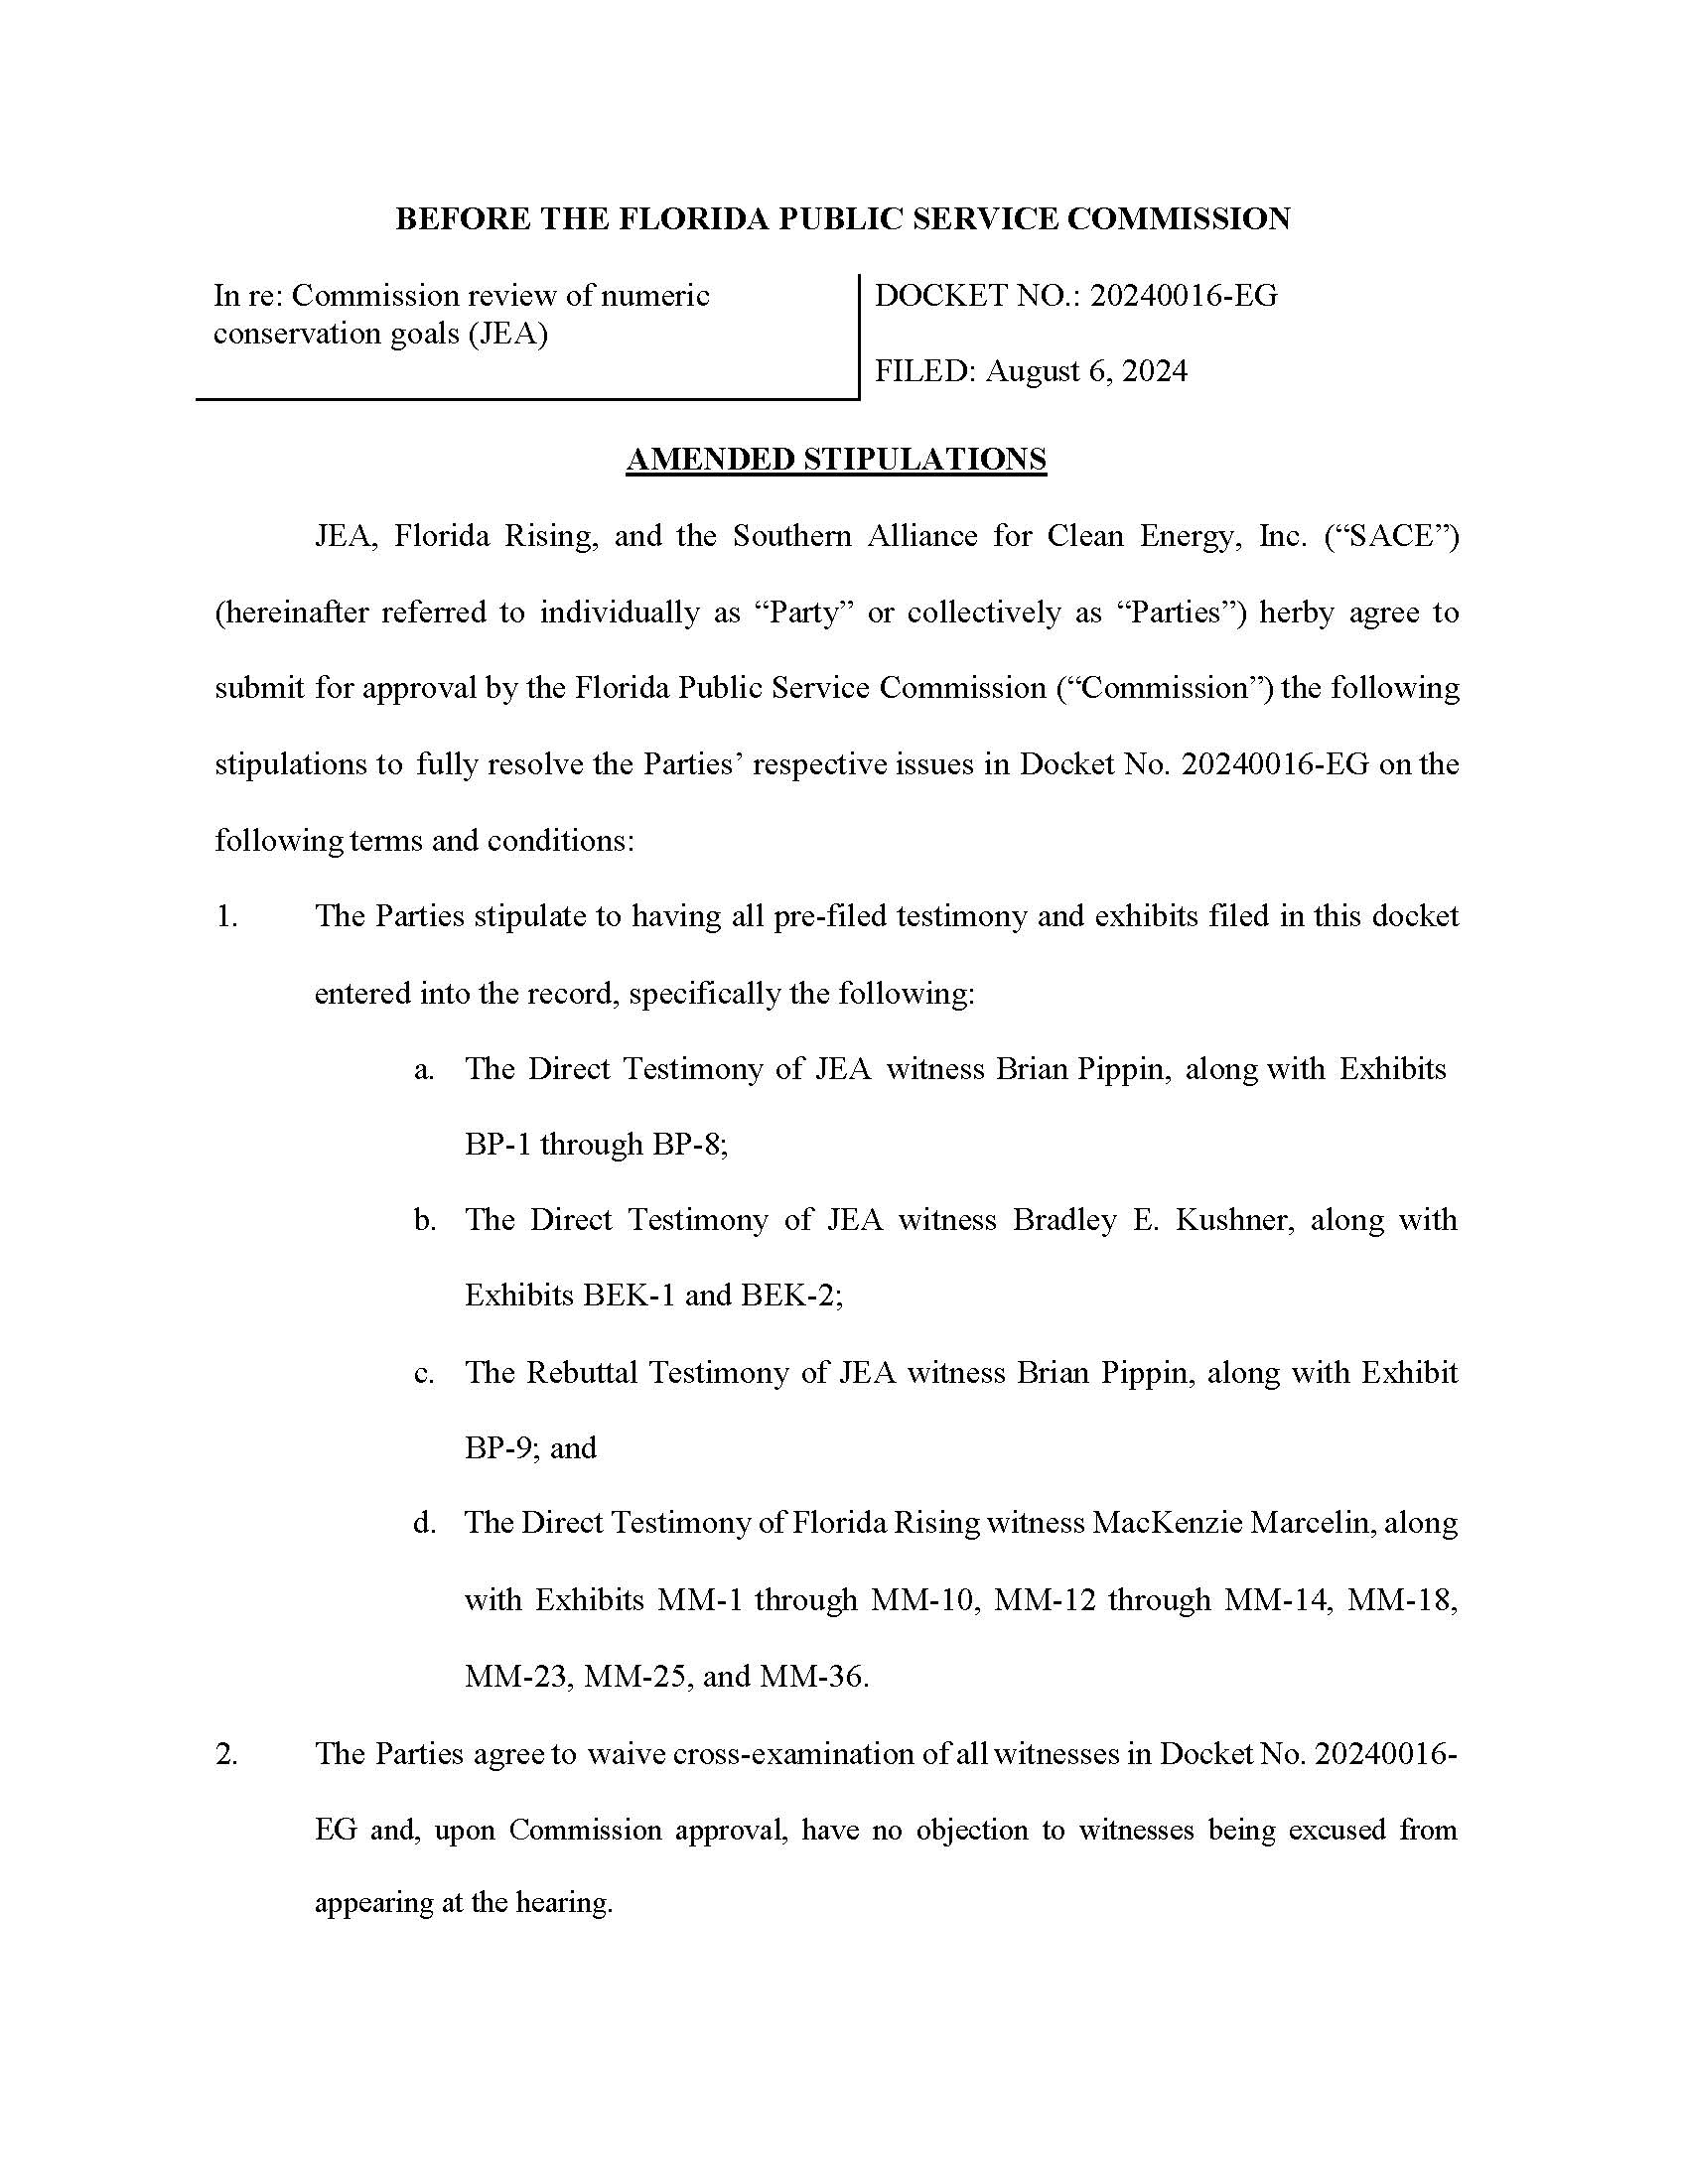 BEFORE THE FLORIDA PUBLIC SERVICE COMMISSION
In re: Commission review of numeric
conservation goals (JEA)
DOCKET NO.: 20240016-EG
FILED: August 6, 2024
AMENDED STIPULATIONS
JEA, Florida Rising, and the Southern Alliance for Clean Energy, Inc. (“SACE”)
(hereinafter referred to individually as “Party” or collectively as “Parties”) herby agree to
submit for approval by the Florida Public Service Commission (“Commission”) the following
stipulations to fully resolve the Parties’ respective issues in Docket No. 20240016-EG on the
following terms and conditions:
1. The Parties stipulate to having all pre-filed testimony and exhibits filed in this docket
entered into the record, specifically the following:
a. The Direct Testimony of JEA witness Brian Pippin, along with Exhibits
BP-1 through BP-8;
b. The Direct Testimony of JEA witness Bradley E. Kushner, along with
Exhibits BEK-1 and BEK-2;
c. The Rebuttal Testimony of JEA witness Brian Pippin, along with Exhibit
BP-9; and
d. The Direct Testimony of Florida Rising witness MacKenzie Marcelin, along
with Exhibits MM-1 through MM-10, MM-12 through MM-14, MM-18,
MM-23, MM-25, and MM-36.
2. The Parties agree to waive cross-examination of all witnesses in Docket No. 20240016-
EG and, upon Commission approval, have no objection to witnesses being excused from
appearing at the hearing.